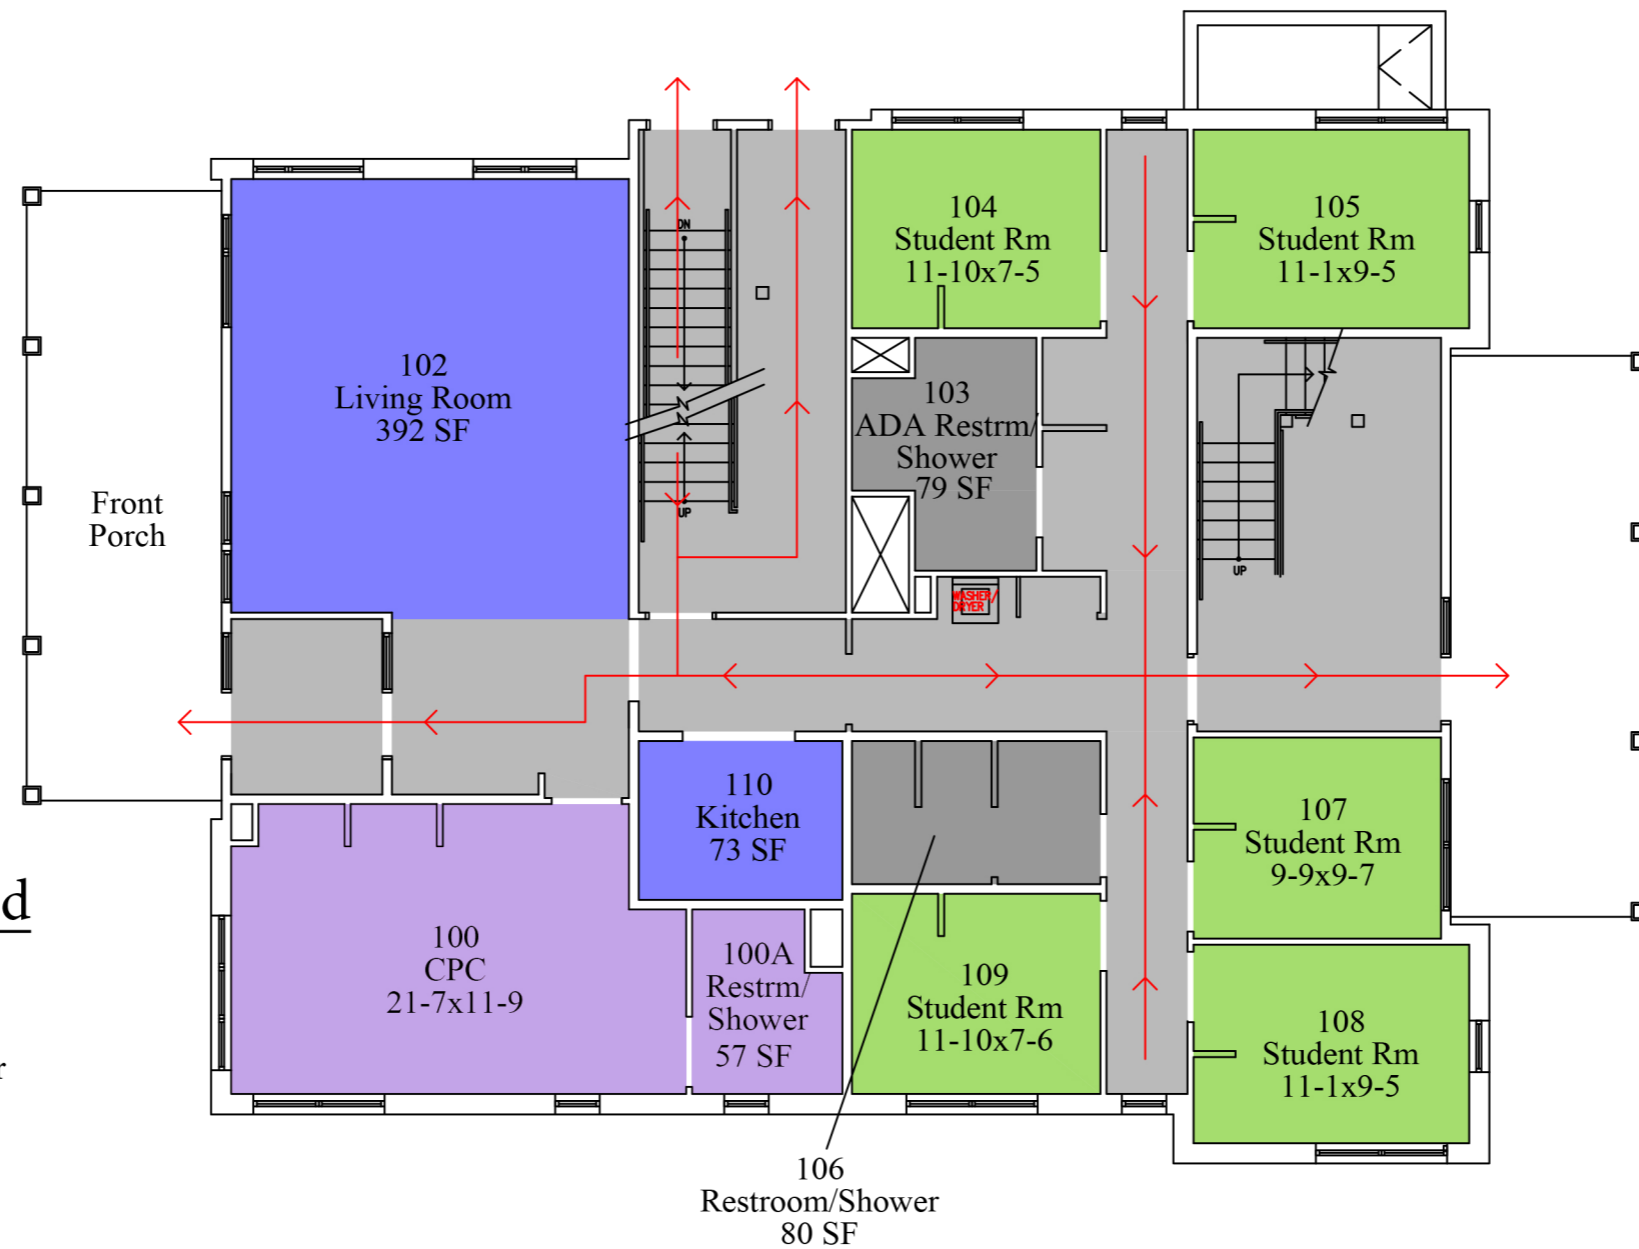 104
Student Rm
11-10x7-5
105
Student Rm
11-1x9-5
DN
102
Living Room
392 SF
103
ADA Restrm/
Shower
79 SF
Front
Porch
UP
UP
WASHER/
DRYER
110
Kitchen
73 SF
107
Student Rm
9-9x9-7
d
100
CPC
21-7x11-9
100A
Restrm/
Shower
57 SF
109
Student Rm
11-10x7-6
108
Student Rm
11-1x9-5
r
106
Restroom/Shower
80 SF